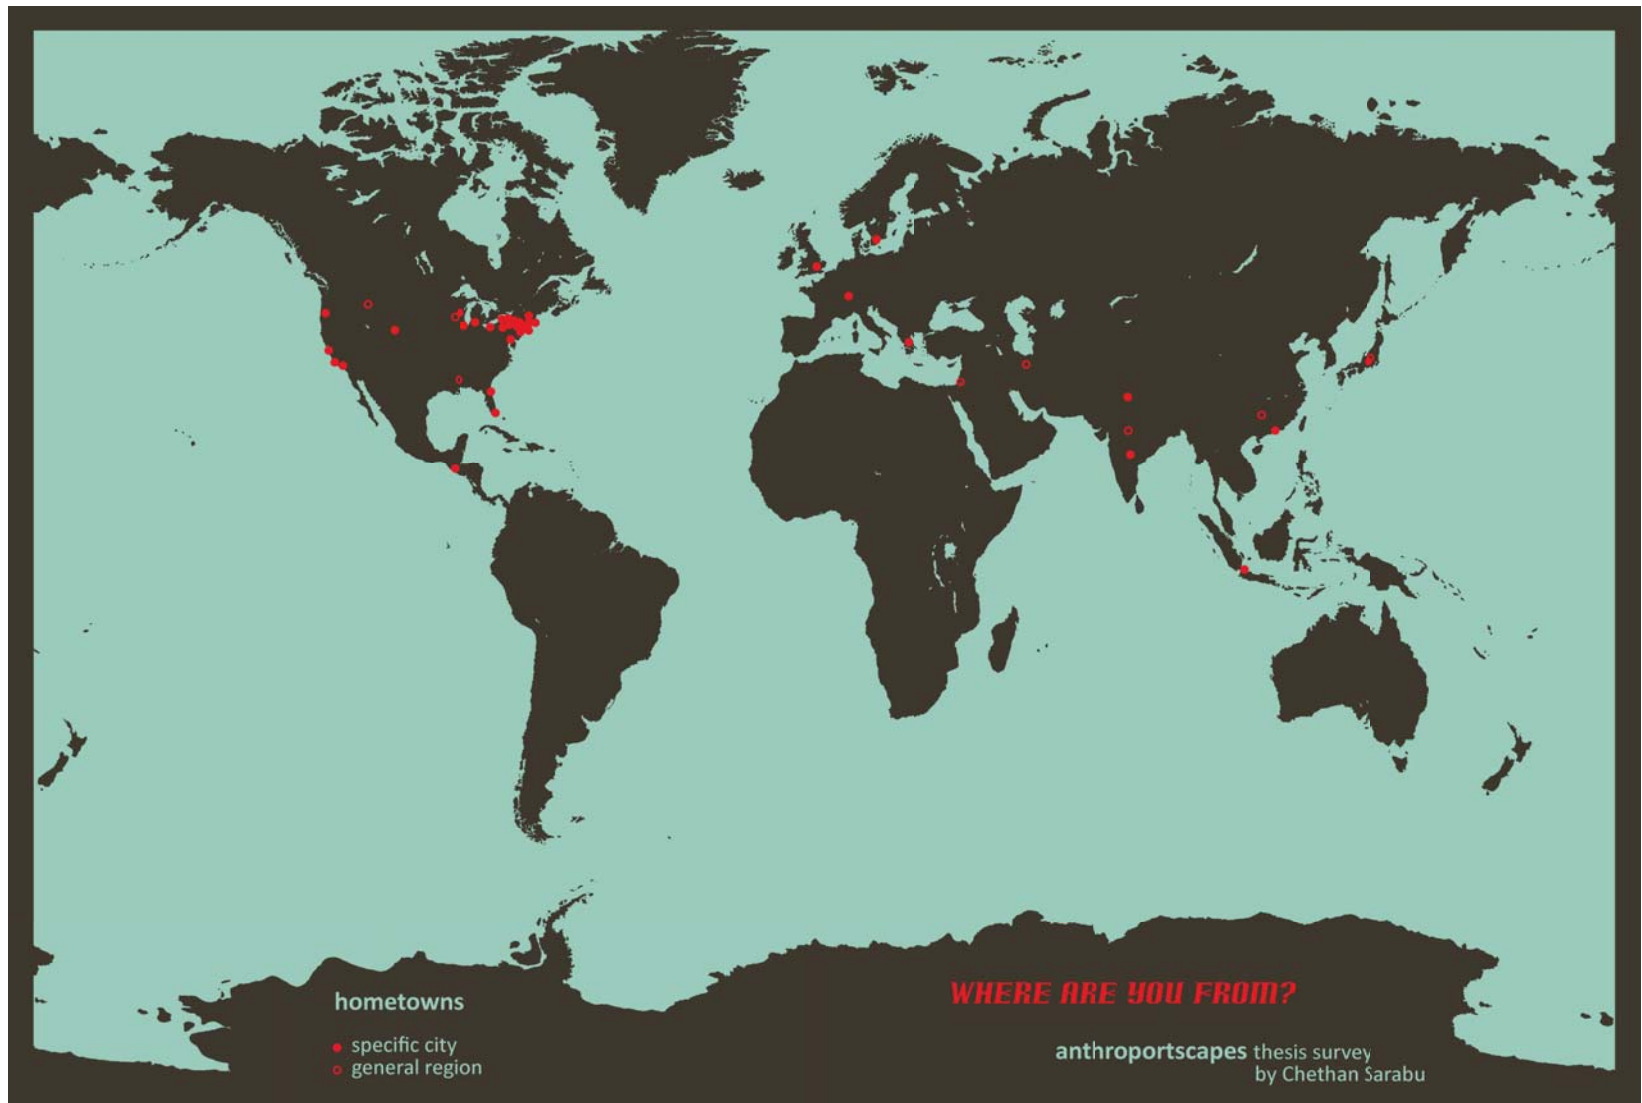 hometowns
specific city
general region
WHERE ARE YOU FROM?
anthroportscapes thesis survey
by Chethan Sarabu